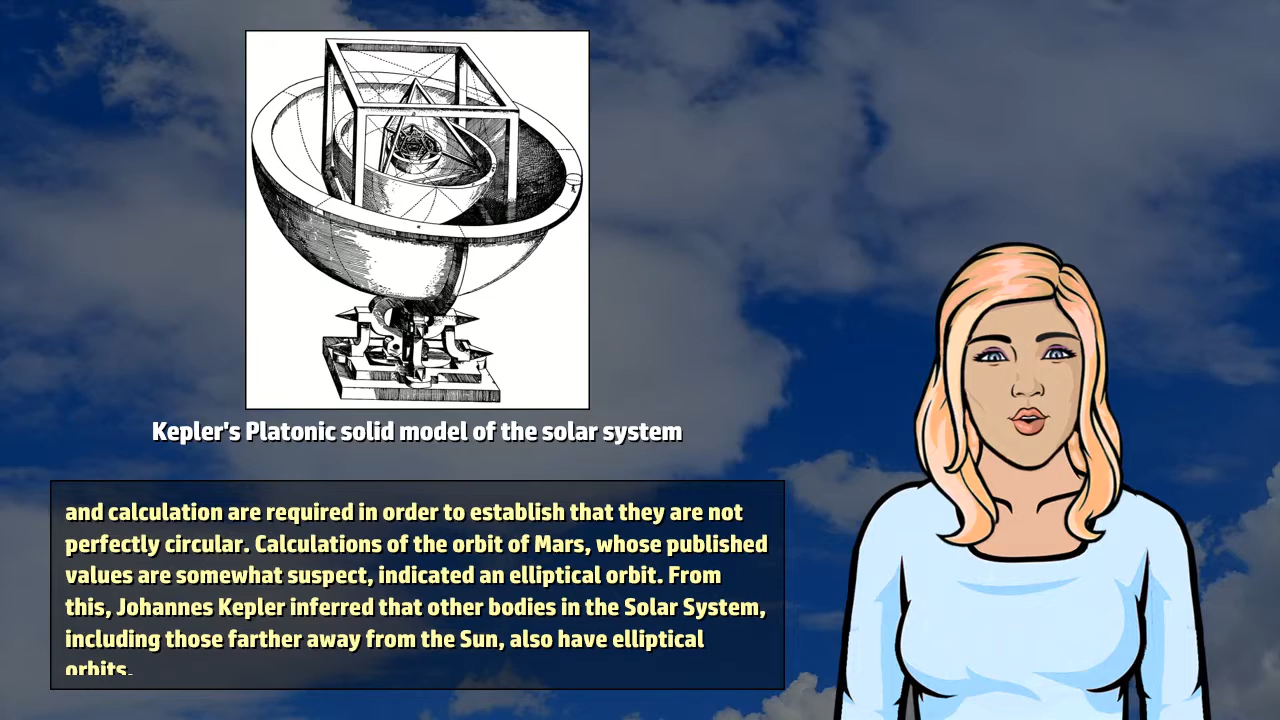 Kepler's Platonic solid model of the solar system
and calculation are required in order to establish that they are not
perfectly circular. Calculations of the orbit of Mars, whose published
values are somewhat suspect, indicated an elliptical orbit. From
this, Johannes Kepler inferred that other bodies in the Solar System,
including those farther away from the Sun, also have elliptical
orbits.